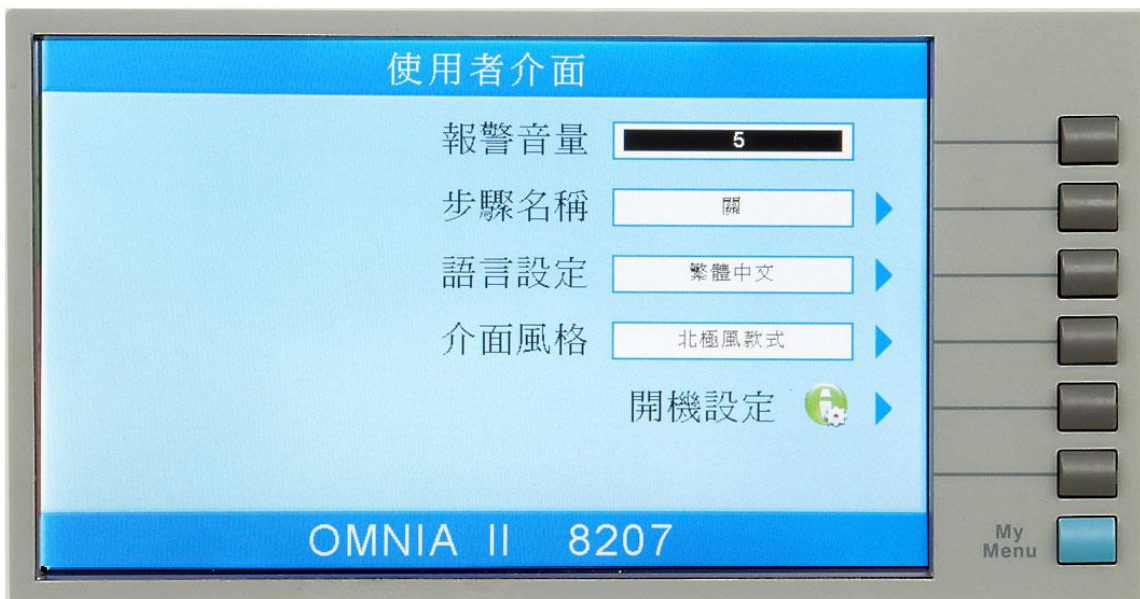 使用者介面
報警音量 5
步驟名稱 關
語言設定 繁體中文
介面風格 北極風款式
開機設定
OMNIA II 8207
My
Menu